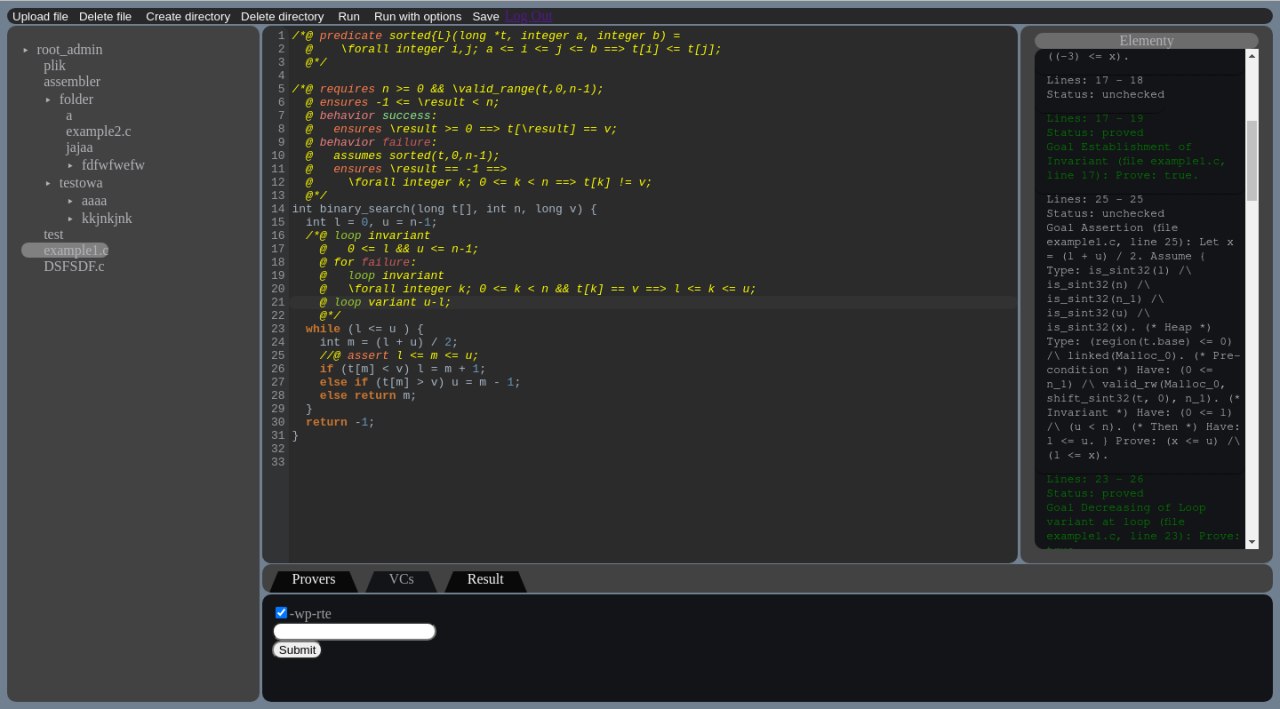 Upload file Delete file Create directory Delete directory Run Run with options Save Log Out
▸ root_admin
plik
assembler
▸ folder
a
example2.c
jajaa
▸ fdfwfwefw
▸ testowa
▸ aaaa
▸ kkjnkjnk
test
example1.c
DSFSDF.c
1 /*@ predicate sorted{L}(long *t, integer a, integer b) =
2   @    \forall integer i,j; a <= i <= j <= b ==> t[i] <= t[j];
3   @*/
4
5 /*@ requires n >= 0 && \valid_range(t,0,n-1);
6   @ ensures -1 <= \result < n;
7   @ behavior success:
8   @   ensures \result >= 0 ==> t[\result] == v;
9   @ behavior failure:
10   @   assumes sorted(t,0,n-1);
11   @   ensures \result == -1 ==>
12   @     \forall integer k; 0 <= k < n ==> t[k] != v;
13   @*/
14 int binary_search(long t[], int n, long v) {
15   int l = 0, u = n-1;
16   /*@ loop invariant
17     @   0 <= l && u <= n-1;
18     @ for failure:
19     @   loop invariant
20     @   \forall integer k; 0 <= k < n && t[k] == v ==> l <= k <= u;
21     @ loop variant u-l;
22     @*/
23   while (l <= u ) {
24     int m = (l + u) / 2;
25     //@ assert l <= m <= u;
26     if (t[m] < v) l = m + 1;
27     else if (t[m] > v) u = m - 1;
28     else return m;
29   }
30   return -1;
31 }
32
33
Elementy
((-3) <= x).
Lines: 17 - 18
Status: unchecked
Lines: 17 - 19
Status: proved
Goal Establishment of
Invariant (file example1.c,
line 17): Prove: true.
Lines: 25 - 25
Status: unchecked
Goal Assertion (file
example1.c, line 25): Let x
= (l + u) / 2. Assume {
Type: is_sint32(l) /\
is_sint32(n) /\
is_sint32(n_1) /\
is_sint32(u) /\
is_sint32(x). (* Heap *)
Type: (region(t.base) <= 0)
/\ linked(Malloc_0). (* Pre-
condition *) Have: (0 <=
n_1) /\ valid_rw(Malloc_0,
shift_sint32(t, 0), n_1). (*
Invariant *) Have: (0 <= l)
/\ (u < n). (* Then *) Have:
l <= u. } Prove: (x <= u) /\
(l <= x).
Lines: 23 - 26
Status: proved
Goal Decreasing of Loop
variant at loop (file
example1.c, line 23): Prove:
true.
Provers VCs Result
-wp-rte
Submit